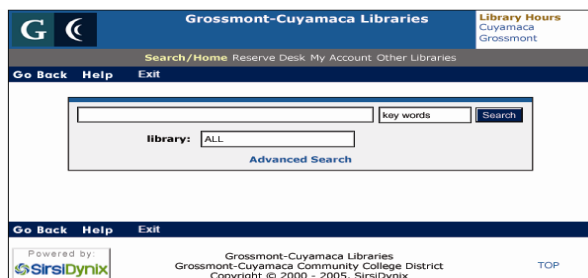 G
Grossmont-Cuyamaca Libraries
Library Hours
Cuyamaca
Grossmont
Search/Home Reserve Desk My Account Other Libraries
Go Back Help Exit
key words Search
library: ALL
Advanced Search
Go Back Help Exit
Powered by:
SirsiDynix
Grossmont-Cuyamaca Libraries
Grossmont-Cuyamaca Community College District
Copyright © 2000 - 2005, SirsiDynix
TOP